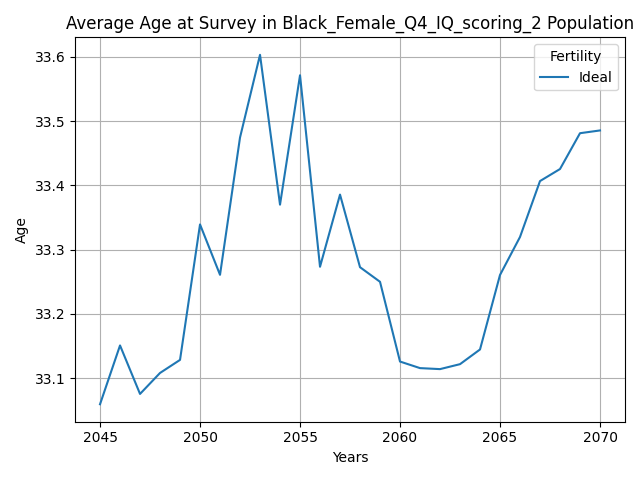 Average Age at Survey in Black_Female_Q4_IQ_scoring_2 Population
Fertility
Ideal
33.6
33.5
33.4
33.3
33.2
33.1
Age
2045 2050 2055 2060 2065 2070
Years